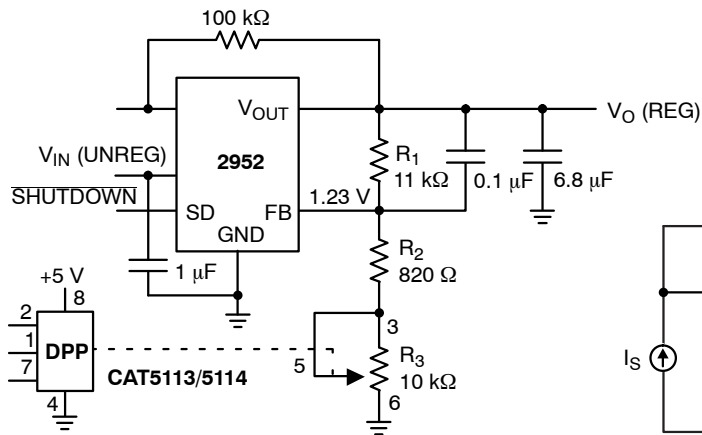 100 kΩ
VOUT
VO (REG)
VIN (UNREG)
2952
R1
11 kΩ
0.1 μF
6.8 μF
SHUTDOWN
SD
FB
1.23 V
GND
1 μF
R2
820 Ω
+5 V
8
2
1
7
DPP
4
CAT5113/5114
3
5
R3
10 kΩ
6
IS